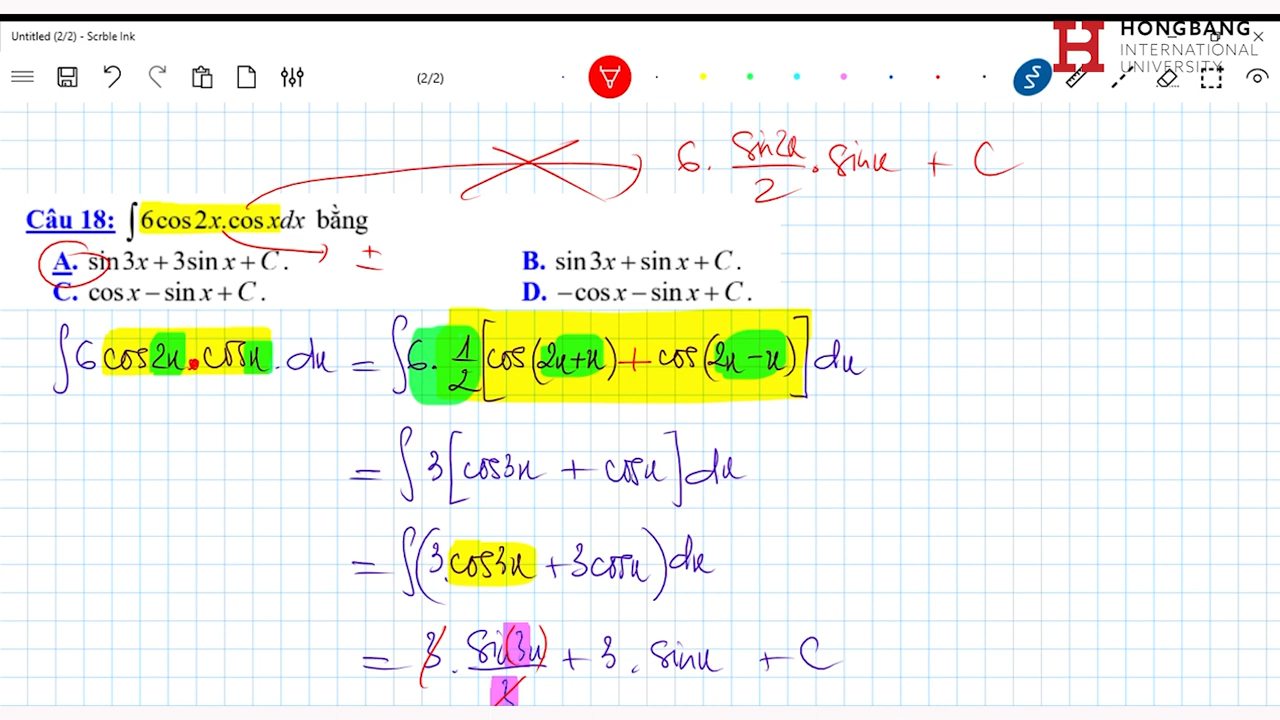 Untitled (2/2) - Scrble Ink
HONGBANG
INTERNATIONAL
UNIVERSITY
(2/2)
6. sin2x/2 . sinx + C
Câu 18: ∫6cos2x.cosxdx bằng
±
A. sin3x+3sinx+C. B. sin3x+sinx+C.
C. cosx−sinx+C. D. −cosx−sinx+C.
∫6cos2x.cosx.dx = ∫6.1/2[cos(2x+x)+cos(2x−x)]dx
= ∫3[cos3x + cosx]dx
= ∫(3.cos3x +3cosx)dx
= 3. sin(3x)/3 + 3. sinx + C